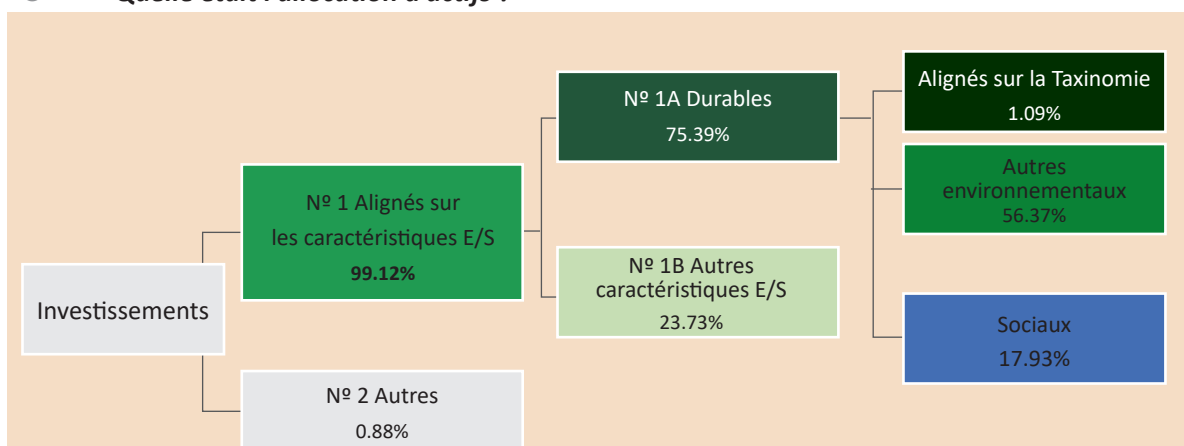 Nº 1A Durables
75.39%
Alignés sur la Taxinomie
1.09%
Autres
environnementaux
56.37%
Nº 1 Alignés sur
les caractéristiques E/S
99.12%
Nº 1B Autres
caractéristiques E/S
23.73%
Investissements
Sociaux
17.93%
Nº 2 Autres
0.88%